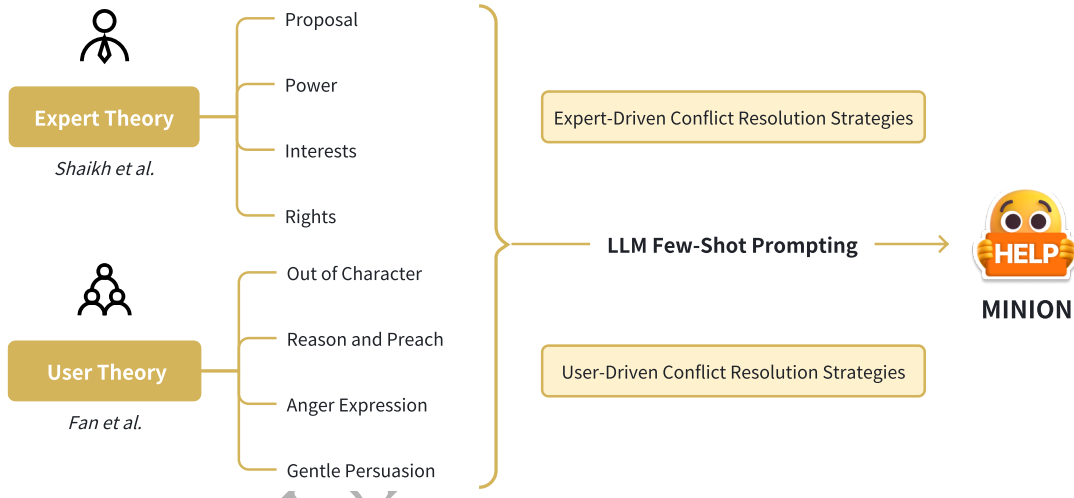 Proposal
Power
Expert Theory
Interests
Shaikh et al.
Rights
Out of Character
Reason and Preach
User Theory
Anger Expression
Fan et al.
Gentle Persuasion
Expert-Driven Conflict Resolution Strategies
LLM Few-Shot Prompting
User-Driven Conflict Resolution Strategies
HELP
MINION